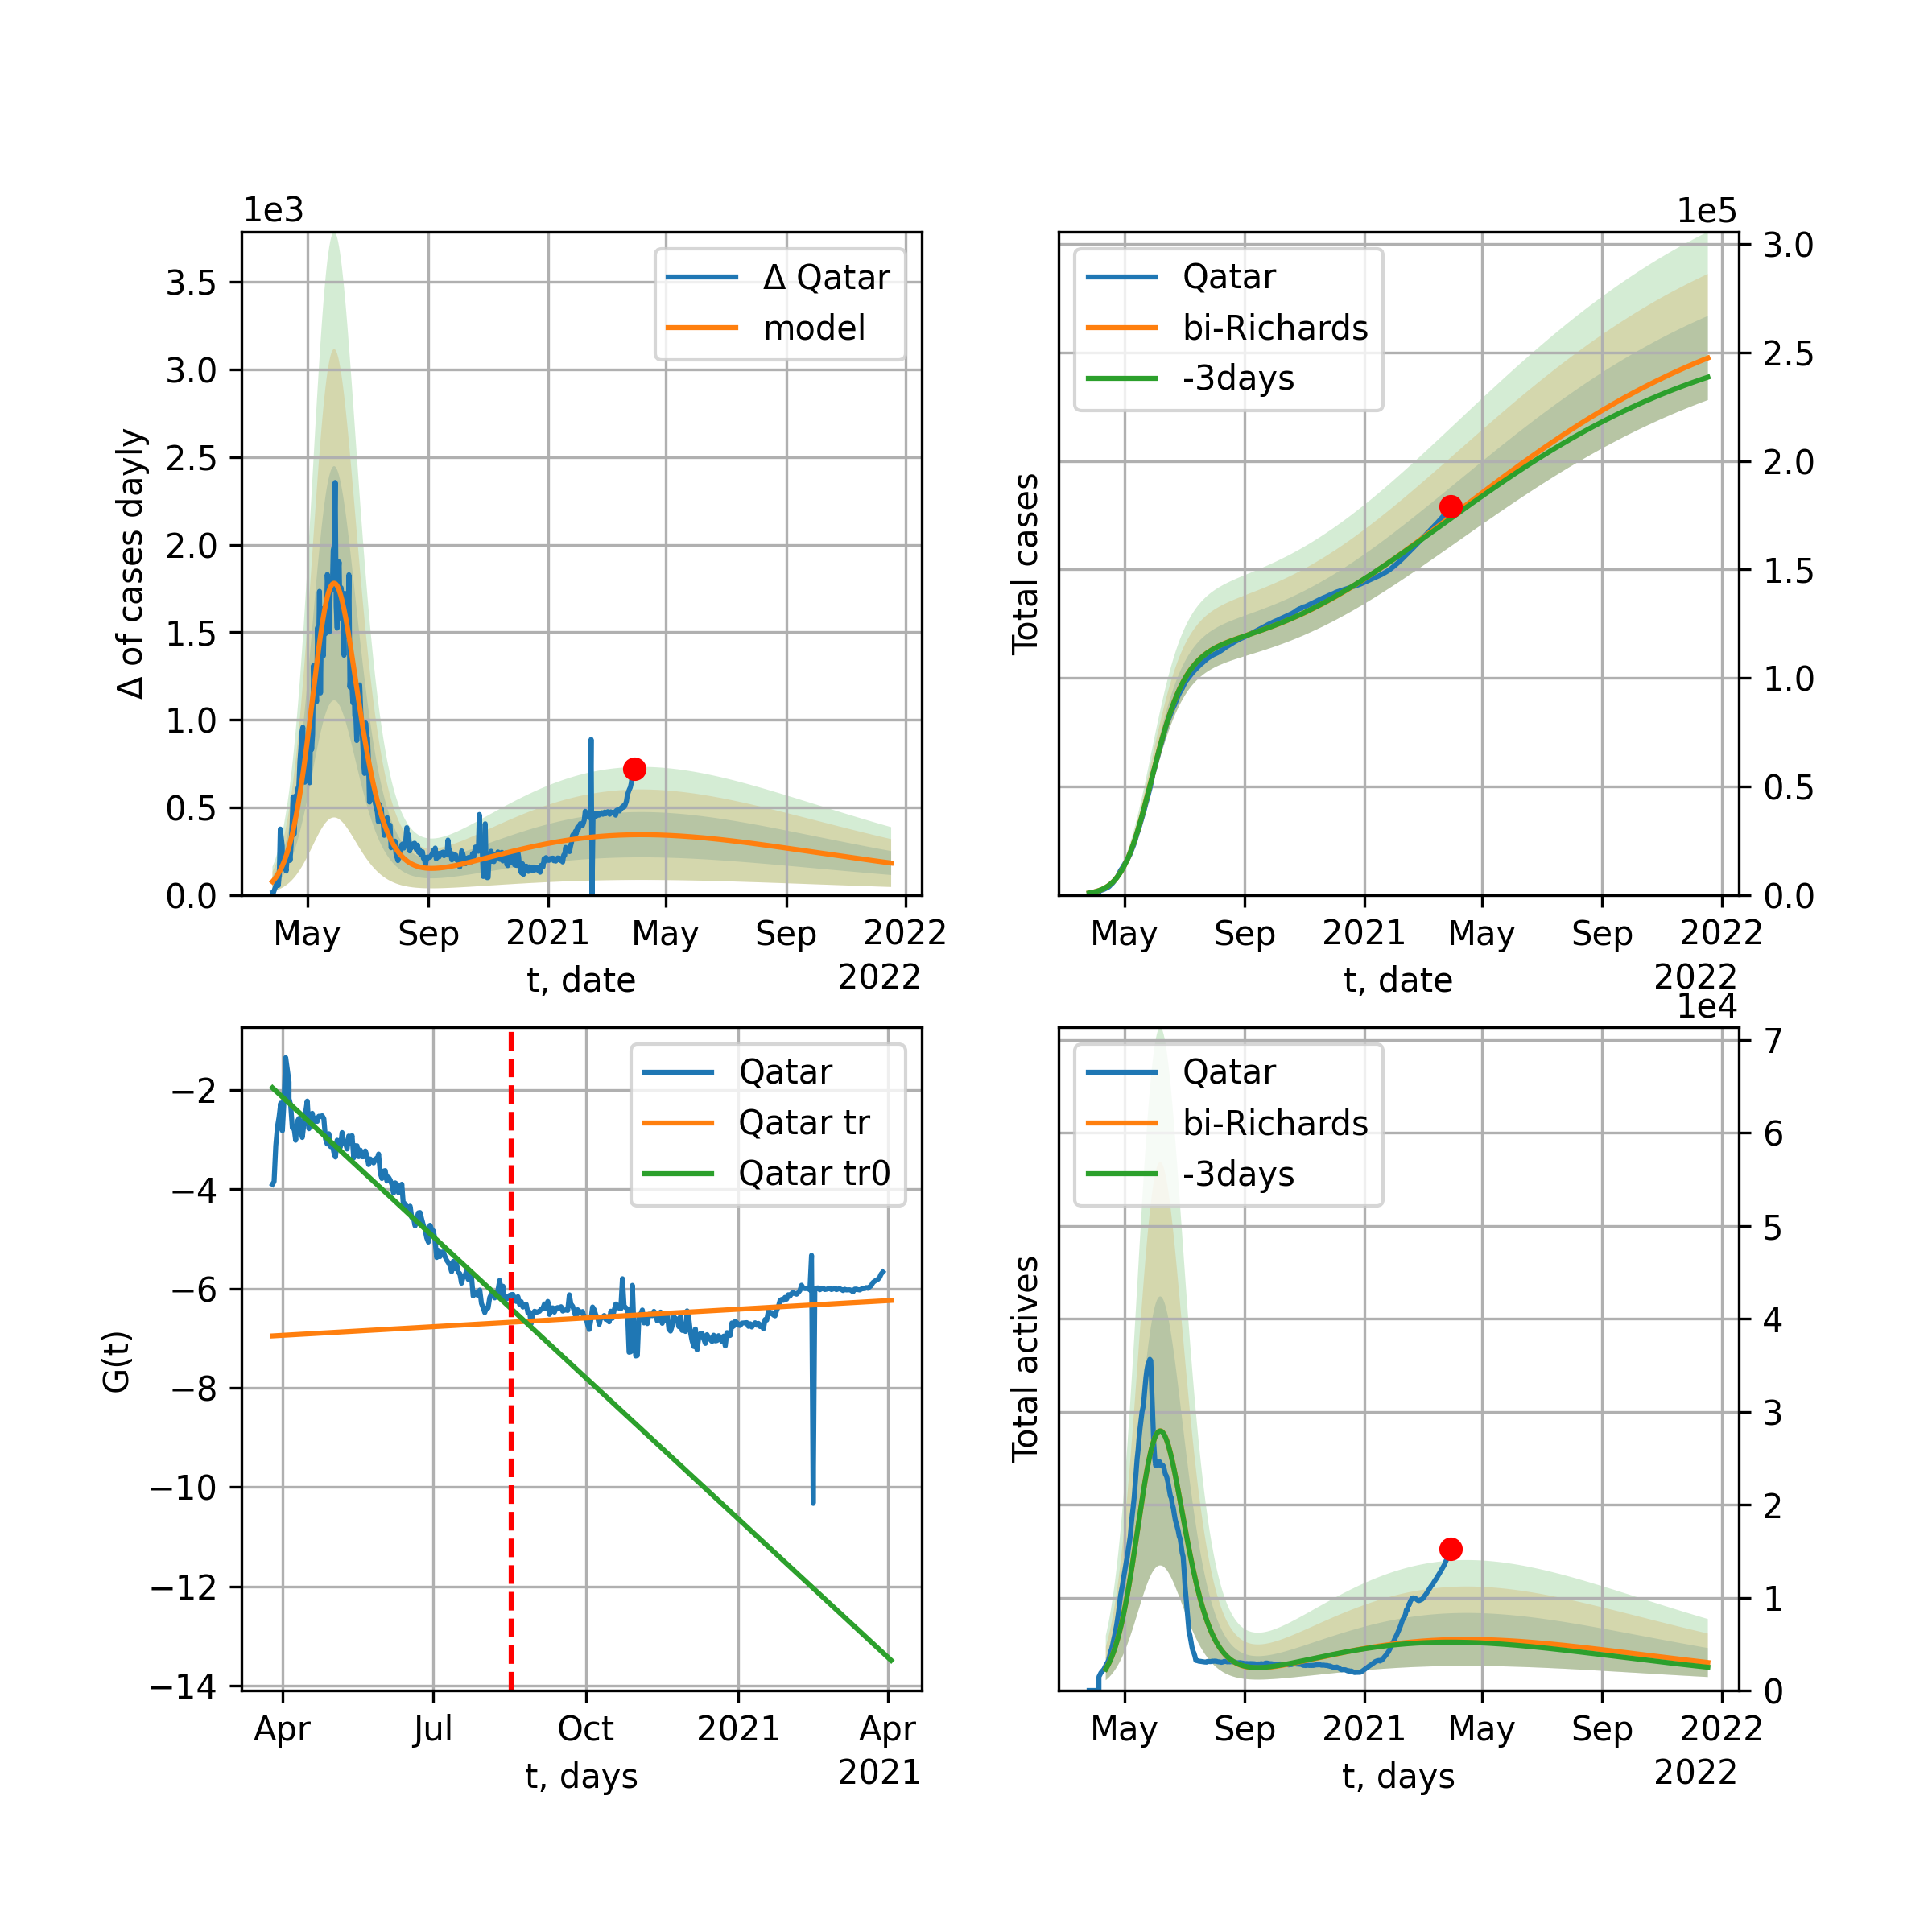 1e3
Δ of cases dayly
3.5
3.0
2.5
2.0
1.5
1.0
0.5
0.0
Δ Qatar
model
May Sep 2021 May Sep 2022
t, date
2022
1e5
Total cases
Qatar
bi-Richards
-3days
3.0
2.5
2.0
1.5
1.0
0.5
0.0
May Sep 2021 May Sep 2022
t, date
2022
G(t)
−2
−4
−6
−8
−10
−12
−14
Qatar
Qatar tr
Qatar tr0
Apr Jul Oct 2021 Apr
t, days
2021
1e4
Total actives
Qatar
bi-Richards
-3days
7
6
5
4
3
2
1
0
May Sep 2021 May Sep 2022
t, days
2022